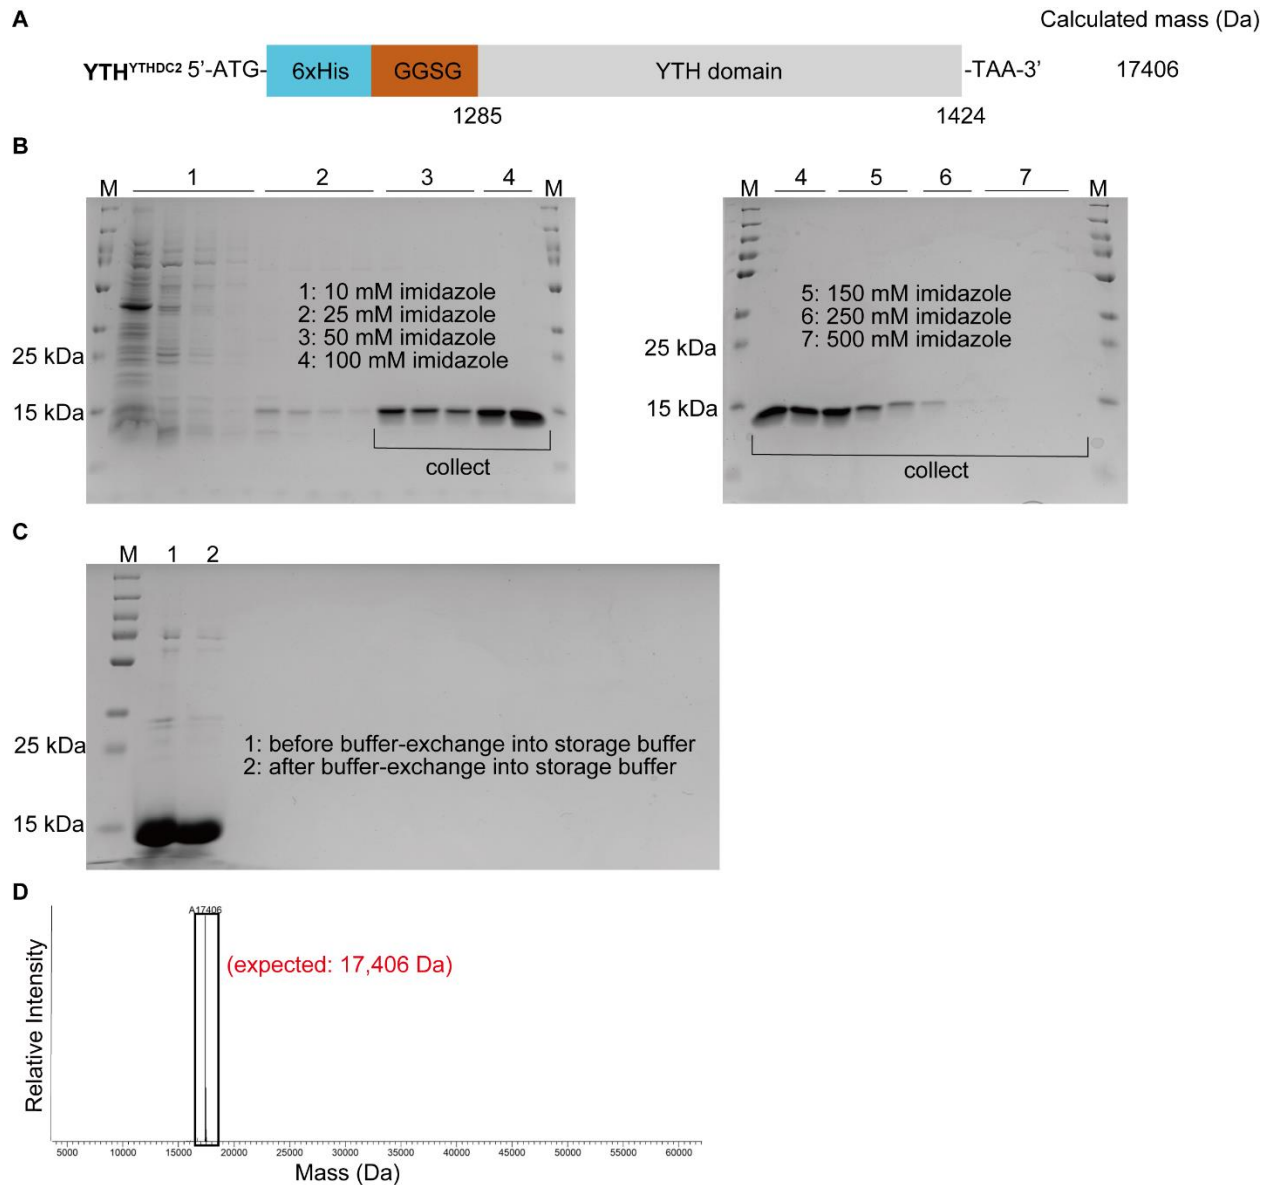 A
Calculated mass (Da)
YTH^YTHDC2 5'-ATG- 6xHis GGSG YTH domain -TAA-3' 17406
1285 1424
B
M 1 2 3 4 M
1: 10 mM imidazole
2: 25 mM imidazole
3: 50 mM imidazole
4: 100 mM imidazole
25 kDa
15 kDa
collect
M 4 5 6 7 M
5: 150 mM imidazole
6: 250 mM imidazole
7: 500 mM imidazole
25 kDa
15 kDa
collect
C
M 1 2
1: before buffer-exchange into storage buffer
2: after buffer-exchange into storage buffer
25 kDa
15 kDa
D
A17406
(expected: 17,406 Da)
Relative Intensity
5000 10000 15000 20000 25000 30000 35000 40000 45000 50000 55000 60000
Mass (Da)